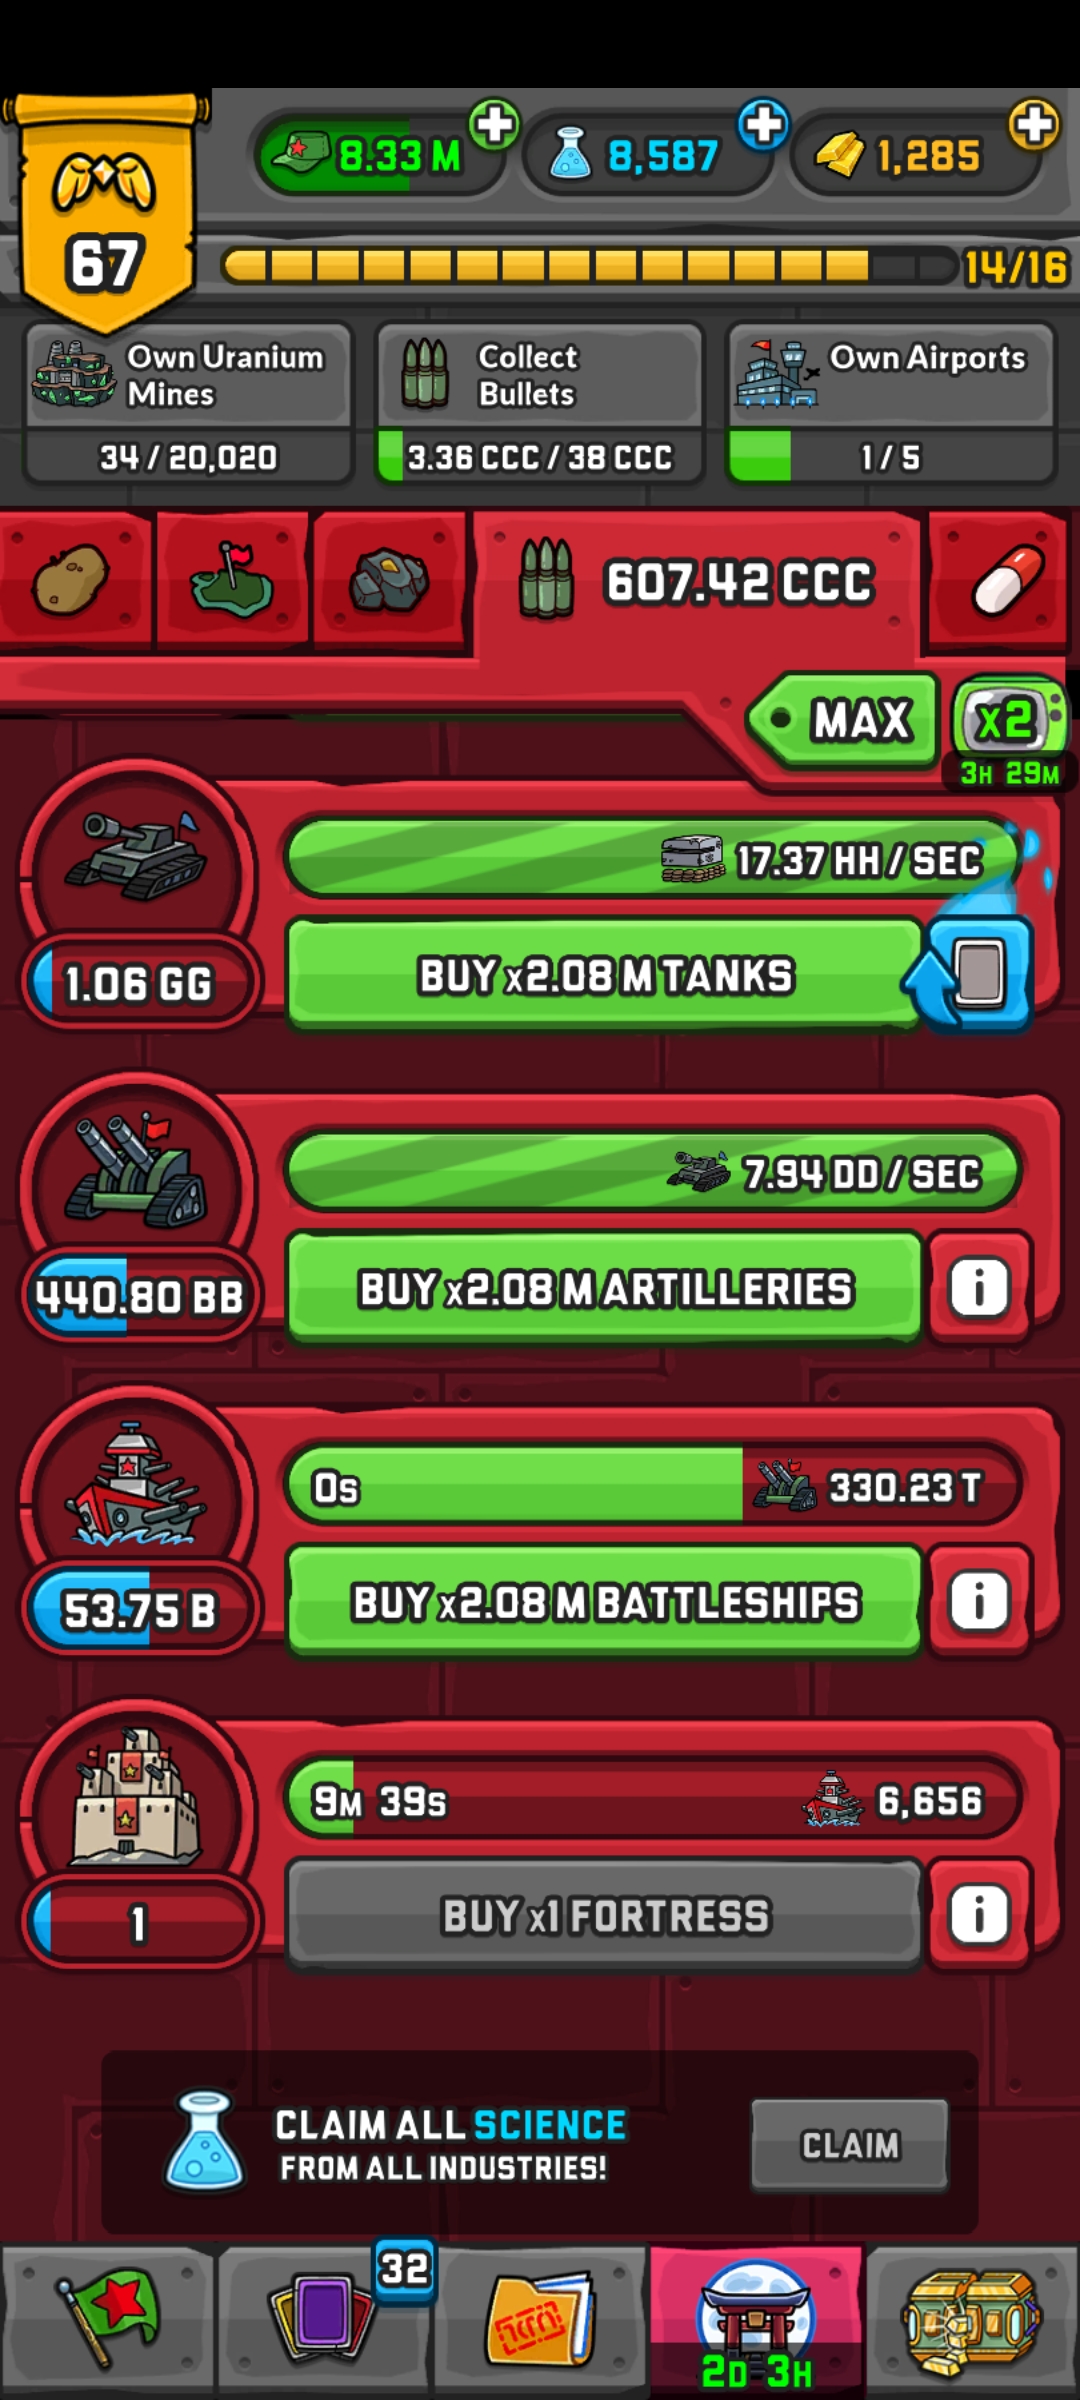 67
8.33 M
8,587
1,285
14/16
Own Uranium
Mines
34 / 20,020
Collect
Bullets
3.36 CCC / 38 CCC
Own Airports
1 / 5
607.42 CCC
MAX
x2
3H 29M
17.37 HH / SEC
1.06 GG
BUY x2.08 M TANKS
7.94 DD / SEC
440.80 BB
BUY x2.08 M ARTILLERIES
i
0s
330.23 T
53.75 B
BUY x2.08 M BATTLESHIPS
i
9M 39s
6,656
1
BUY x1 FORTRESS
i
CLAIM ALL SCIENCE
FROM ALL INDUSTRIES!
CLAIM
32
2D 3H